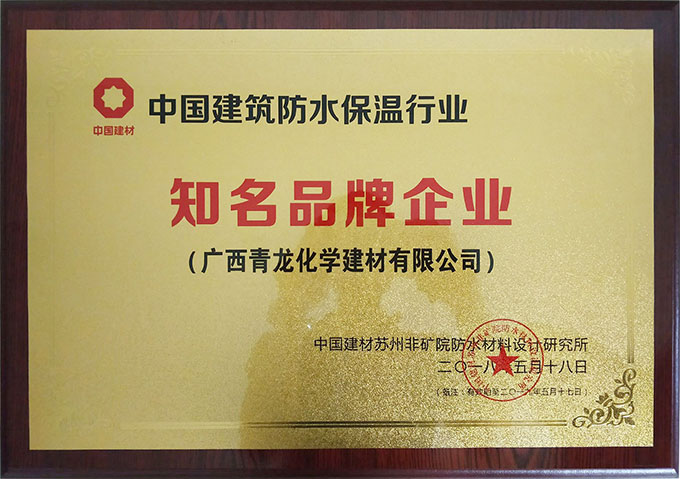 中国建材
中国建筑防水保温行业
知名品牌企业
(广西青龙化学建材有限公司)
中国建材苏州非矿院防水材料设计研究所
二〇一八年五月十八日